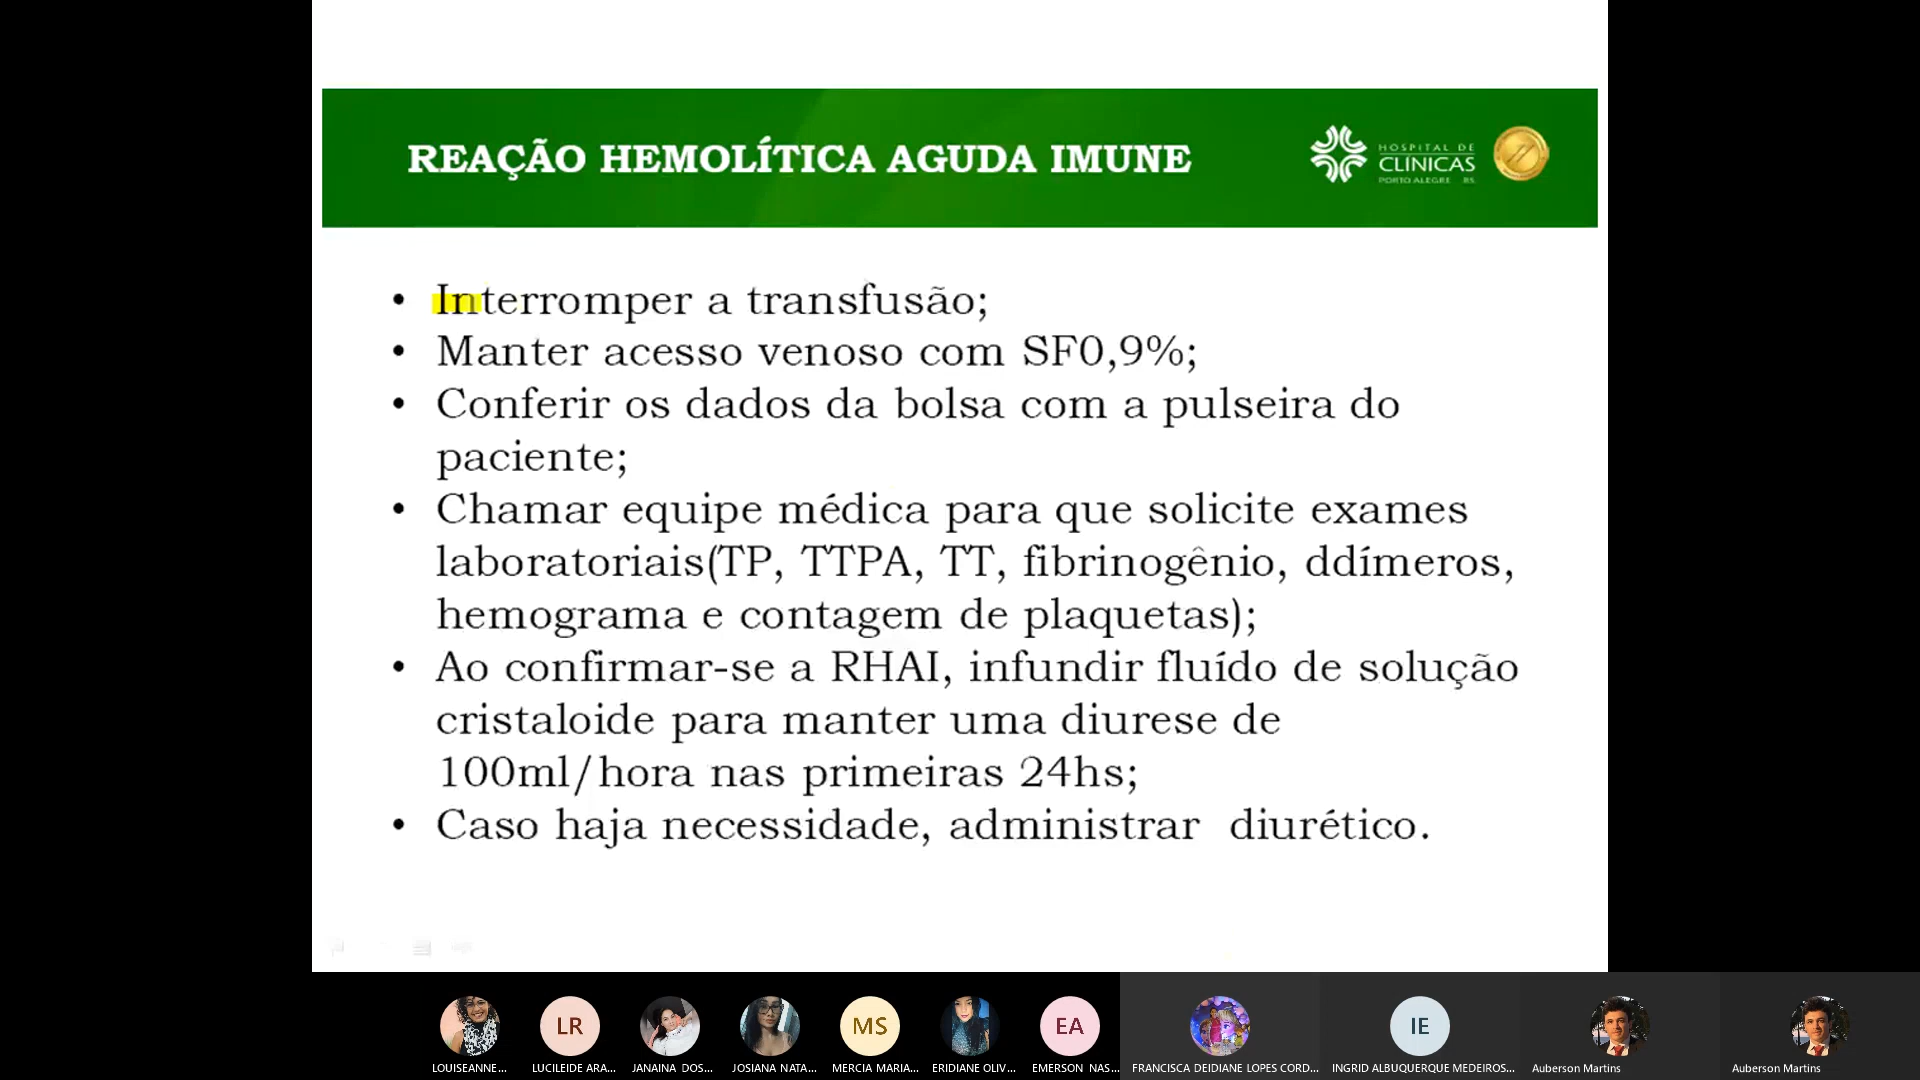 REAÇÃO HEMOLÍTICA AGUDA IMUNE
HOSPITAL DE
CLÍNICAS
PORTO ALEGRE RS
• Interromper a transfusão;
• Manter acesso venoso com SF0,9%;
• Conferir os dados da bolsa com a pulseira do
paciente;
• Chamar equipe médica para que solicite exames
laboratoriais(TP, TTPA, TT, fibrinogênio, ddímeros,
hemograma e contagem de plaquetas);
• Ao confirmar-se a RHAI, infundir fluído de solução
cristaloide para manter uma diurese de
100ml/hora nas primeiras 24hs;
• Caso haja necessidade, administrar  diurético.
LR
MS
EA
IE
LOUISEANNE...
LUCILEIDE ARA...
JANAINA DOS...
JOSIANA NATA...
MERCIA MARIA...
ERIDIANE OLIV...
EMERSON NAS...
FRANCISCA DEIDIANE LOPES CORD...
INGRID ALBUQUERQUE MEDEIROS...
Auberson Martins
Auberson Martins